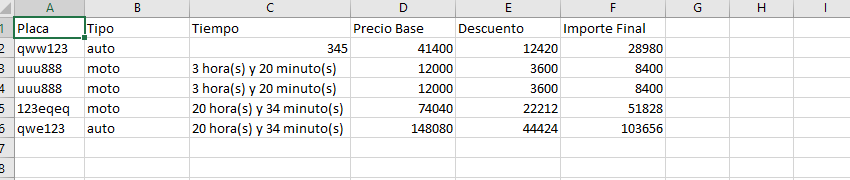 A B C D E F G H I
1 Placa Tipo Tiempo Precio Base Descuento Importe Final
2 qww123 auto 345 41400 12420 28980
3 uuu888 moto 3 hora(s) y 20 minuto(s) 12000 3600 8400
4 uuu888 moto 3 hora(s) y 20 minuto(s) 12000 3600 8400
5 123eqeq moto 20 hora(s) y 34 minuto(s) 74040 22212 51828
6 qwe123 auto 20 hora(s) y 34 minuto(s) 148080 44424 103656
7
8